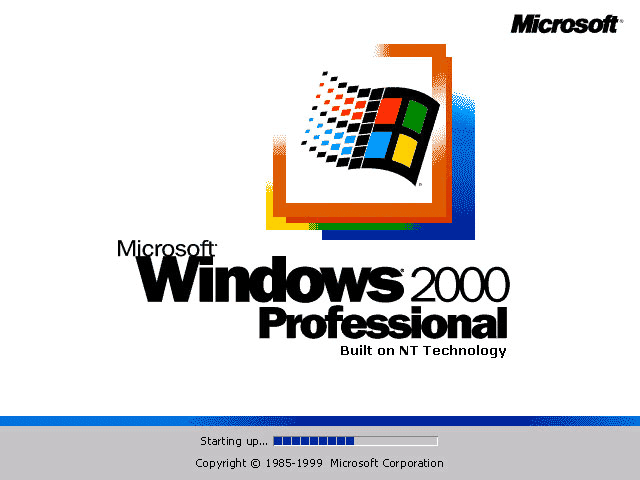 Microsoft®
Microsoft®
Windows® 2000
Professional
Built on NT Technology
Starting up...
Copyright © 1985-1999 Microsoft Corporation